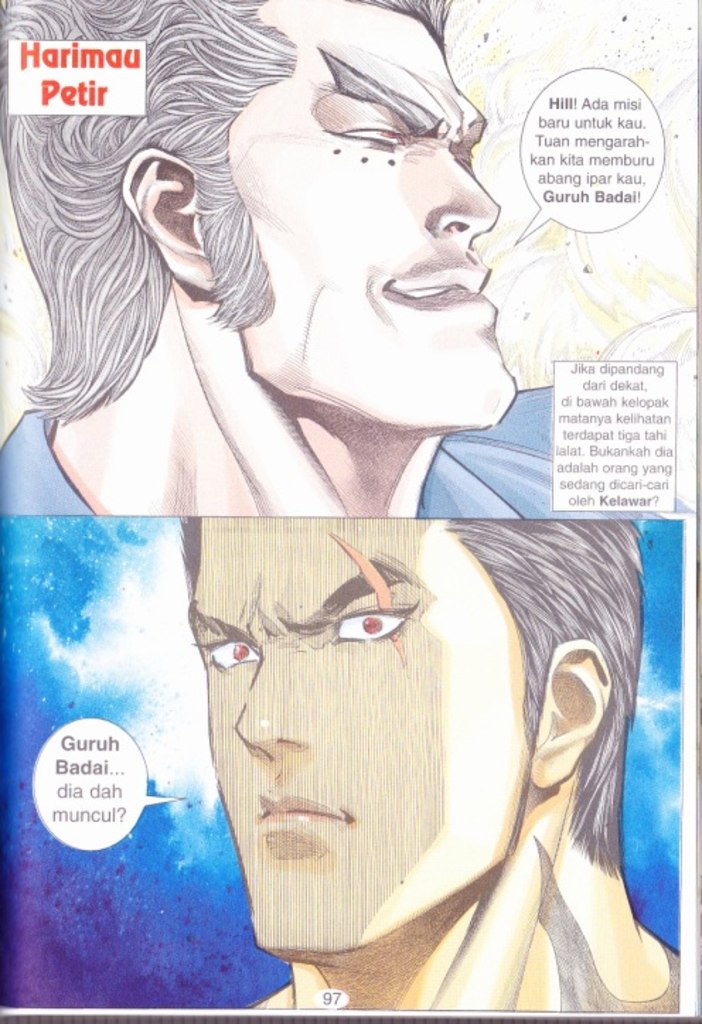 Harimau
Petir
Hill! Ada misi
baru untuk kau.
Tuan mengarah-
kan kita memburu
abang ipar kau,
Guruh Badai!
Jika dipandang
dari dekat,
di bawah kelopak
matanya kelihatan
terdapat tiga tahi
lalat. Bukankah dia
adalah orang yang
sedang dicari-cari
oleh Kelawar?
Guruh
Badai...
dia dah
muncul?
97